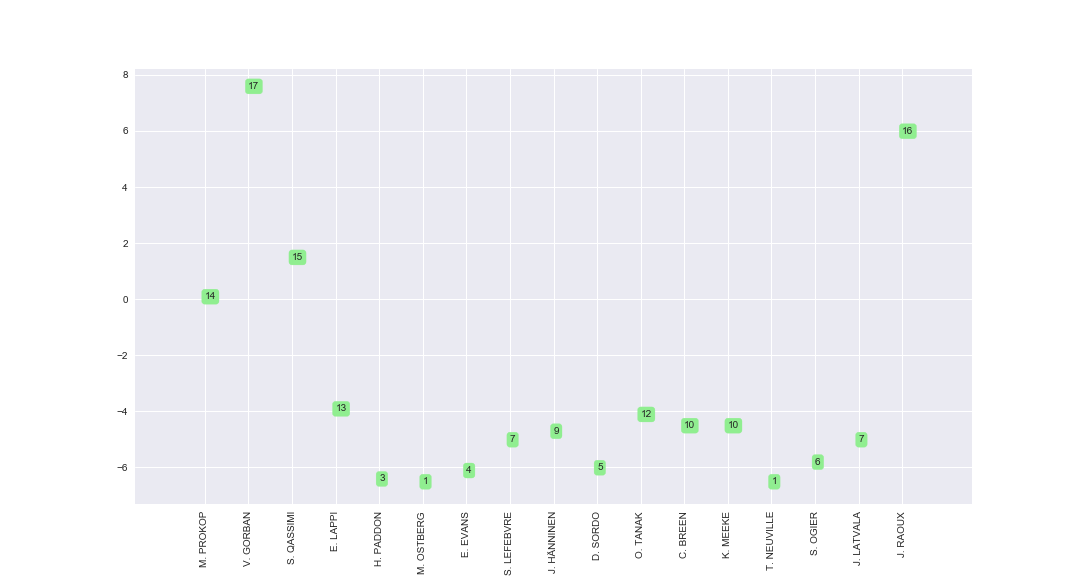 8
6
4
2
0
−2
−4
−6
17
16
15
14
13
12
10
10
9
7
7
6
5
4
3
1
1
M. PROKOP
V. GORBAN
S. QASSIMI
E. LAPPI
H. PADDON
M. OSTBERG
E. EVANS
S. LEFEBVRE
J. HANNINEN
D. SORDO
O. TANAK
C. BREEN
K. MEEKE
T. NEUVILLE
S. OGIER
J. LATVALA
J. RAOUX